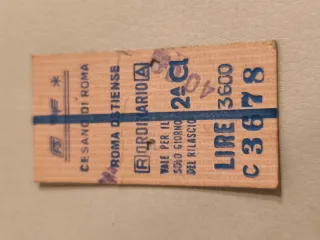 FS *
CESANO DI ROMA
ROMA OSTIENSE
R ORDINARIO A
VALE PER IL
SOLO GIORNO
DEL RILASCIO
2ª Cl
LIRE 3600
C 3678